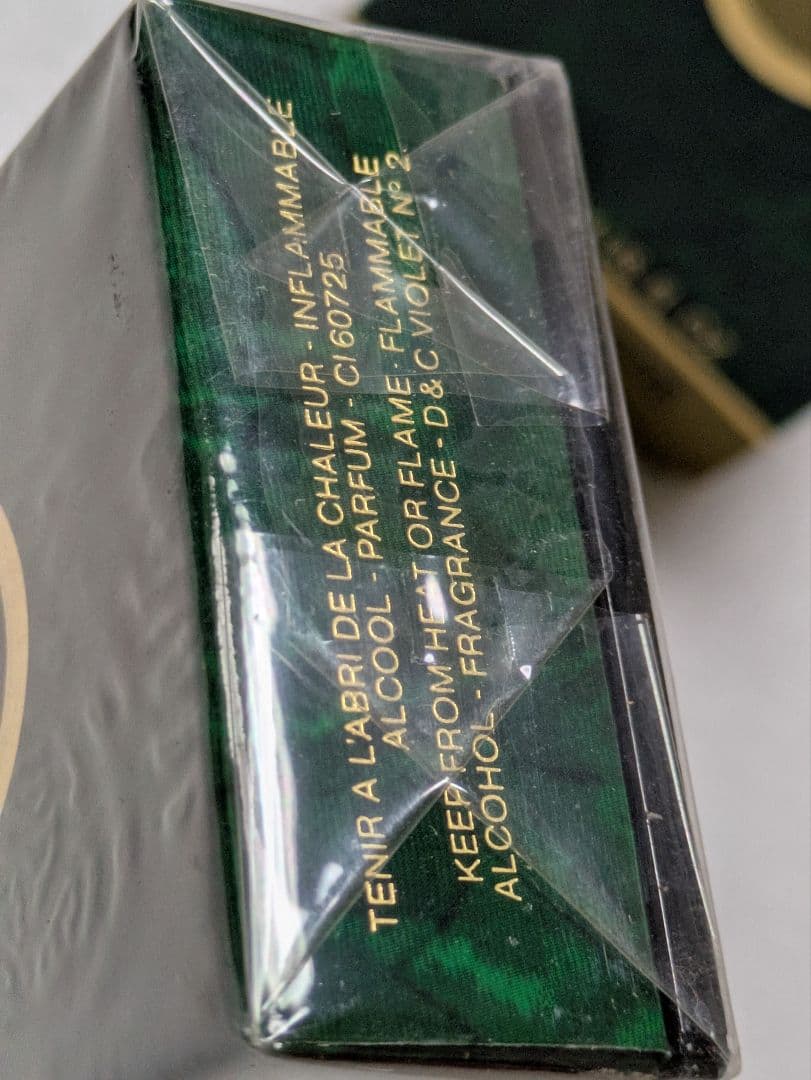 TENIR A L'ABRI DE LA CHALEUR - INFLAMMABLE
ALCOOL - PARFUM - CI 60725
KEEP FROM HEAT OR FLAME · FLAMMABLE
ALCOHOL - FRAGRANCE - D & C VIOLET Nº 2